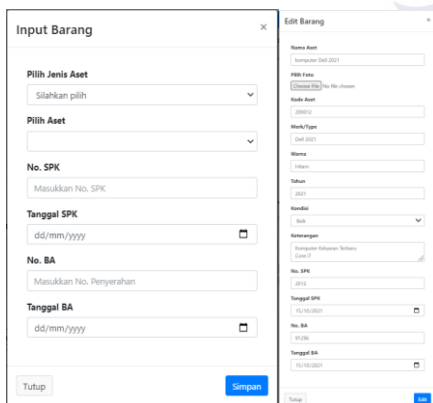 Input Barang
×
Pilih Jenis Aset
Silahkan pilih
Pilih Aset
No. SPK
Masukkan No. SPK
Tanggal SPK
dd/mm/yyyy
No. BA
Masukkan No. Penyerahan
Tanggal BA
dd/mm/yyyy
Tutup
Simpan
Edit Barang
×
Nama Aset
komputer Dell 2021
Pilih Foto
Choose File No file chosen
Kode Aset
200012
Merk/Type
Dell 2021
Warna
Hitam
Tahun
2021
Kondisi
Baik
Keterangan
Komputer Keluaran Terbaru
Core i7
No. SPK
2012
Tanggal SPK
15/10/2021
No. BA
91286
Tanggal BA
15/10/2021
Tutup
Edit